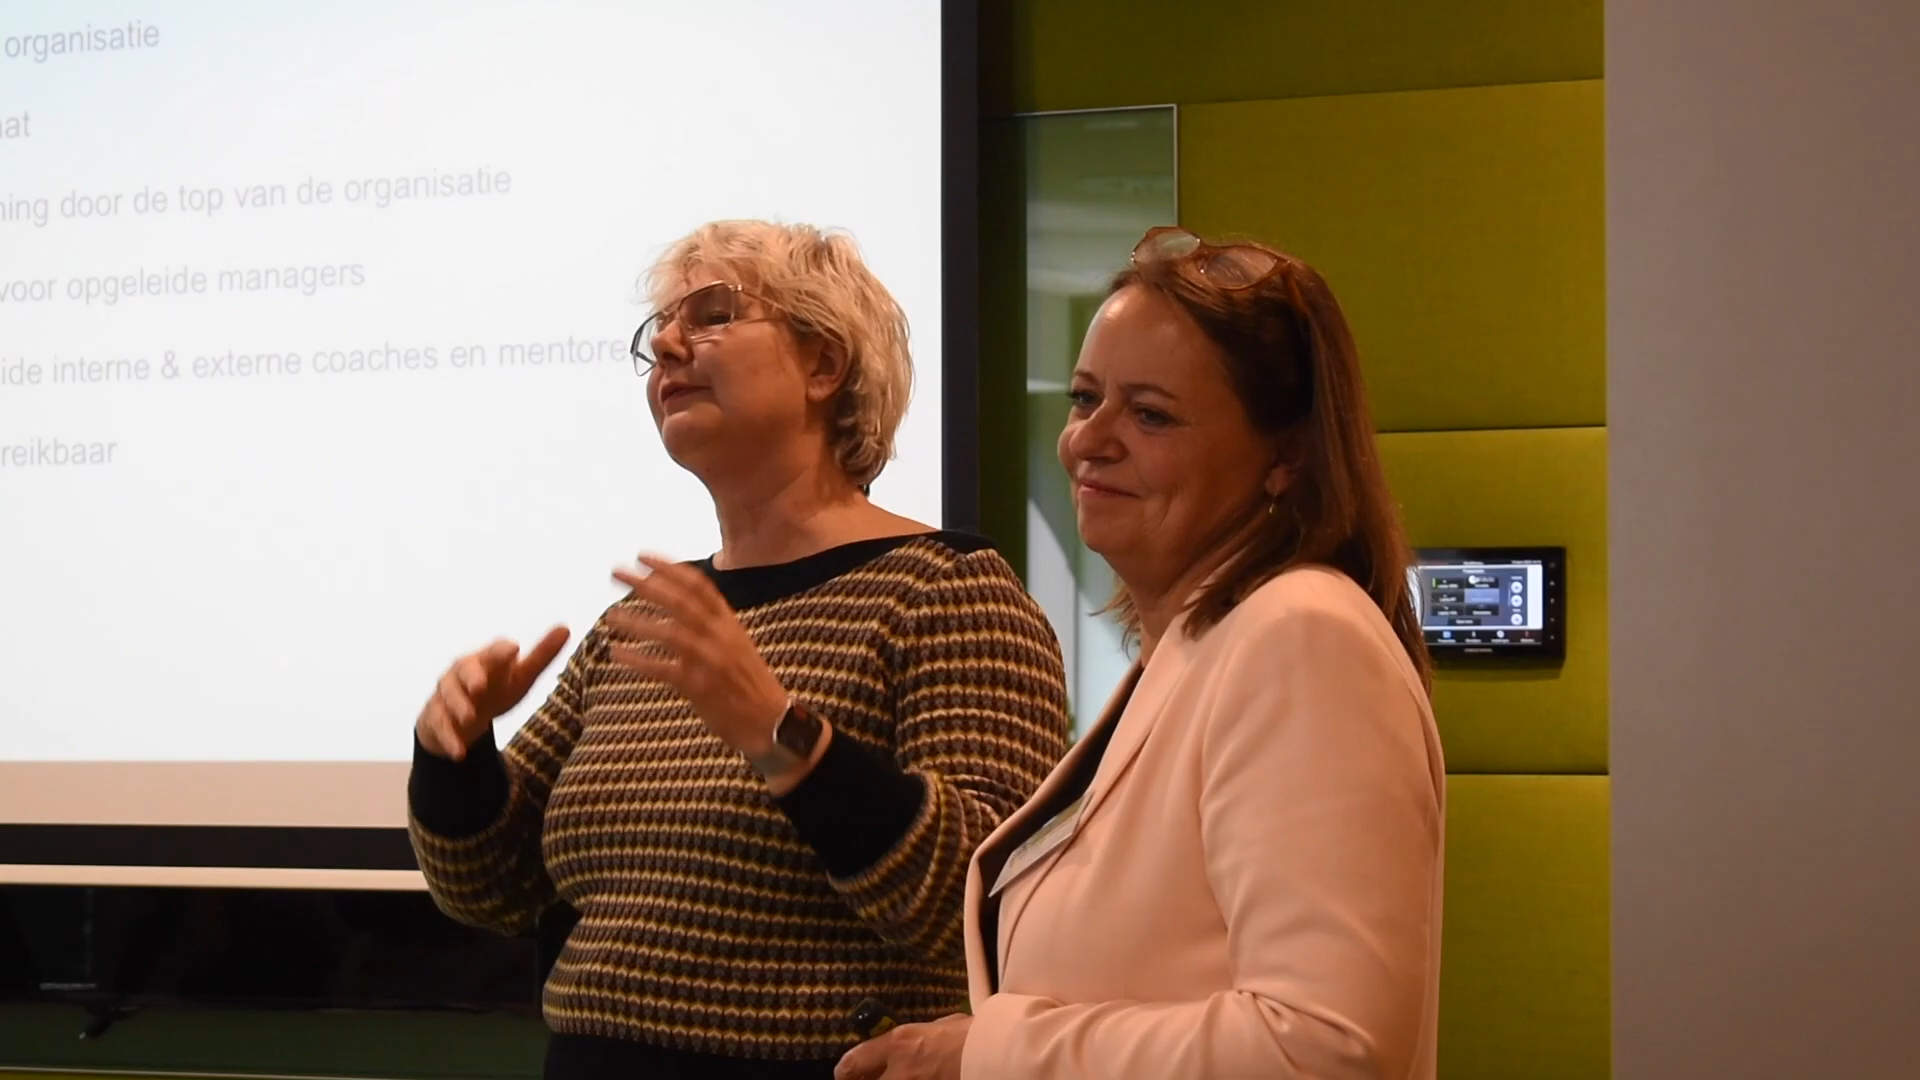 organisatie
aat
ning door de top van de organisatie
voor opgeleide managers
ide interne & externe coaches en mentore
reikbaar